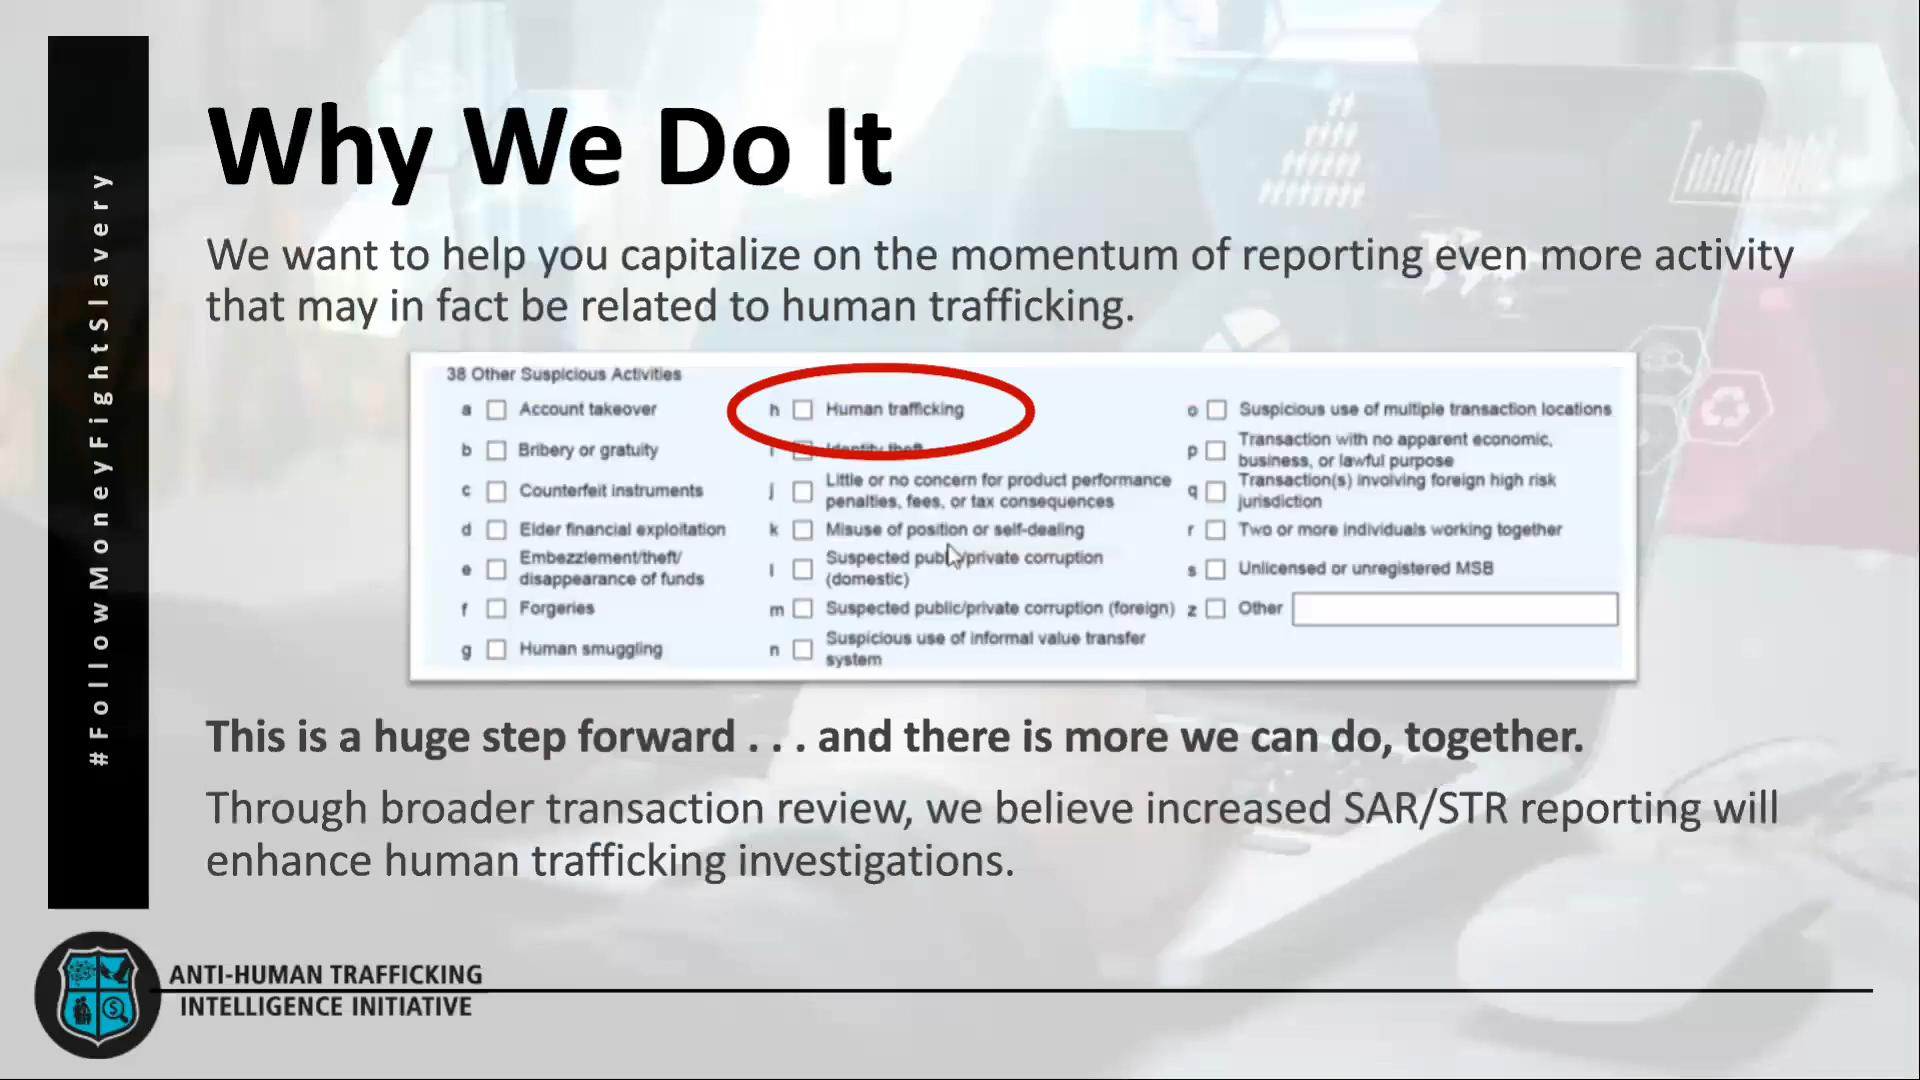 #FollowMoneyFightSlavery
Why We Do It
We want to help you capitalize on the momentum of reporting even more activity
that may in fact be related to human trafficking.
38 Other Suspicious Activities
a Account takeover
b Bribery or gratuity
c Counterfeit instruments
d Elder financial exploitation
e Embezzlement/theft/
disappearance of funds
f Forgeries
g Human smuggling
h Human trafficking
i Identity theft
j Little or no concern for product performance
penalties, fees, or tax consequences
k Misuse of position or self-dealing
l Suspected public/private corruption
(domestic)
m Suspected public/private corruption (foreign)
n Suspicious use of informal value transfer
system
o Suspicious use of multiple transaction locations
p Transaction with no apparent economic,
business, or lawful purpose
q Transaction(s) involving foreign high risk
jurisdiction
r Two or more individuals working together
s Unlicensed or unregistered MSB
z Other
This is a huge step forward . . . and there is more we can do, together.
Through broader transaction review, we believe increased SAR/STR reporting will
enhance human trafficking investigations.
ANTI-HUMAN TRAFFICKING
INTELLIGENCE INITIATIVE